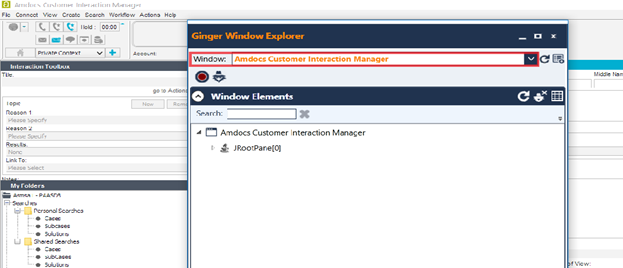 Amdocs Customer Interaction Manager
File Connect View Create Search Workflow Actions Help
Hold: 00:00
Private Context
Account:
Interaction Toolbox
Title:
go to Action
Topic
New
Remo
Reason 1
Please Specify
Reason 2
Please Specify
Results:
None
Link To:
Please Select
Notes:
My Folders
Searches
Personal Searches
Cases
Subcases
Solutions
Shared Searches
Cases
SubCases
Solutions
Ginger Window Explorer
Window: Amdocs Customer Interaction Manager
Window Elements
Search:
Amdocs Customer Interaction Manager
JRootPane[0]
Middle Nam
of View: